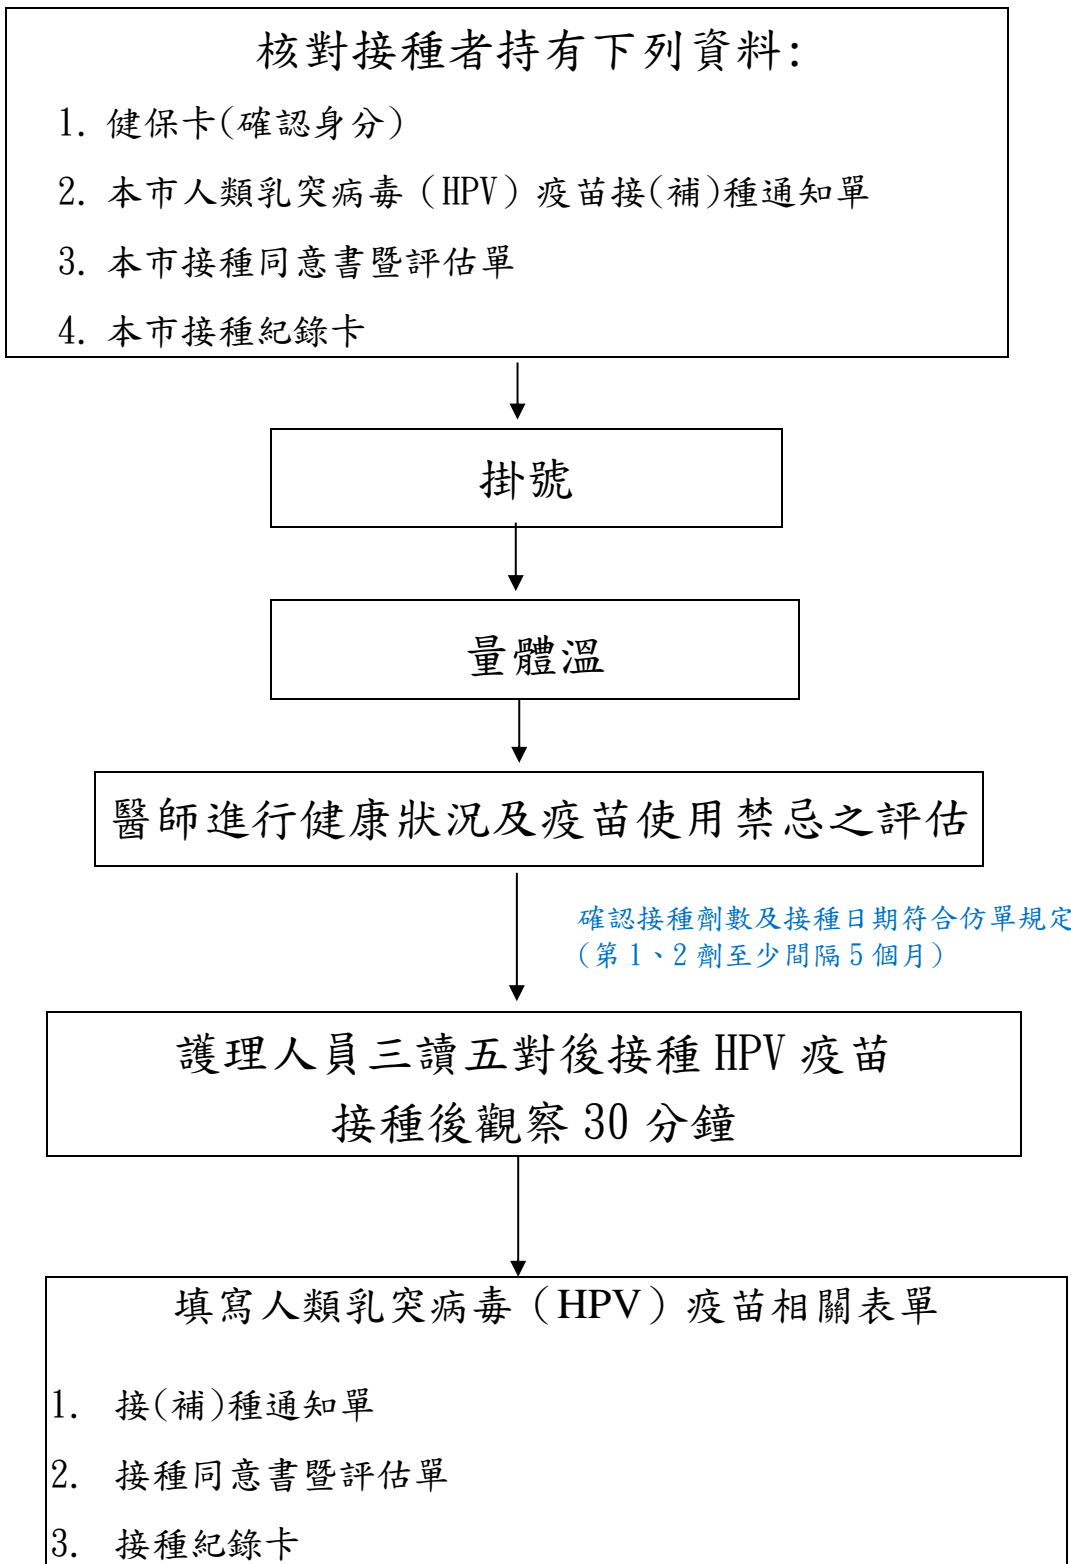 核對接種者持有下列資料:
1. 健保卡(確認身分)
2. 本市人類乳突病毒（HPV）疫苗接(補)種通知單
3. 本市接種同意書暨評估單
4. 本市接種紀錄卡
掛號
量體溫
醫師進行健康狀況及疫苗使用禁忌之評估
確認接種劑數及接種日期符合仿單規定
(第 1、2 劑至少間隔 5 個月)
護理人員三讀五對後接種 HPV 疫苗
接種後觀察 30 分鐘
填寫人類乳突病毒（HPV）疫苗相關表單
1. 接(補)種通知單
2. 接種同意書暨評估單
3. 接種紀錄卡